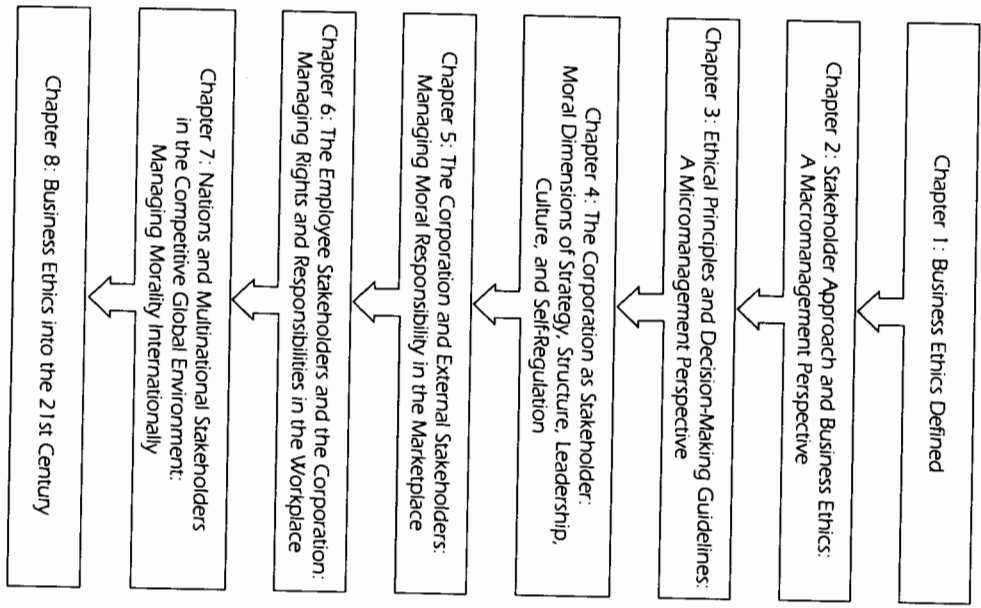 Chapter 1: Business Ethics Defined
Chapter 2: Stakeholder Approach and Business Ethics:
A Macromanagement Perspective
Chapter 3: Ethical Principles and Decision-Making Guidelines:
A Micromanagement Perspective
Chapter 4: The Corporation as Stakeholder:
Moral Dimensions of Strategy, Structure, Leadership,
Culture, and Self-Regulation
Chapter 5: The Corporation and External Stakeholders:
Managing Moral Responsibility in the Marketplace
Chapter 6: The Employee Stakeholders and the Corporation:
Managing Rights and Responsibilities in the Workplace
Chapter 7: Nations and Multinational Stakeholders
in the Competitive Global Environment:
Managing Morality Internationally
Chapter 8: Business Ethics into the 21st Century